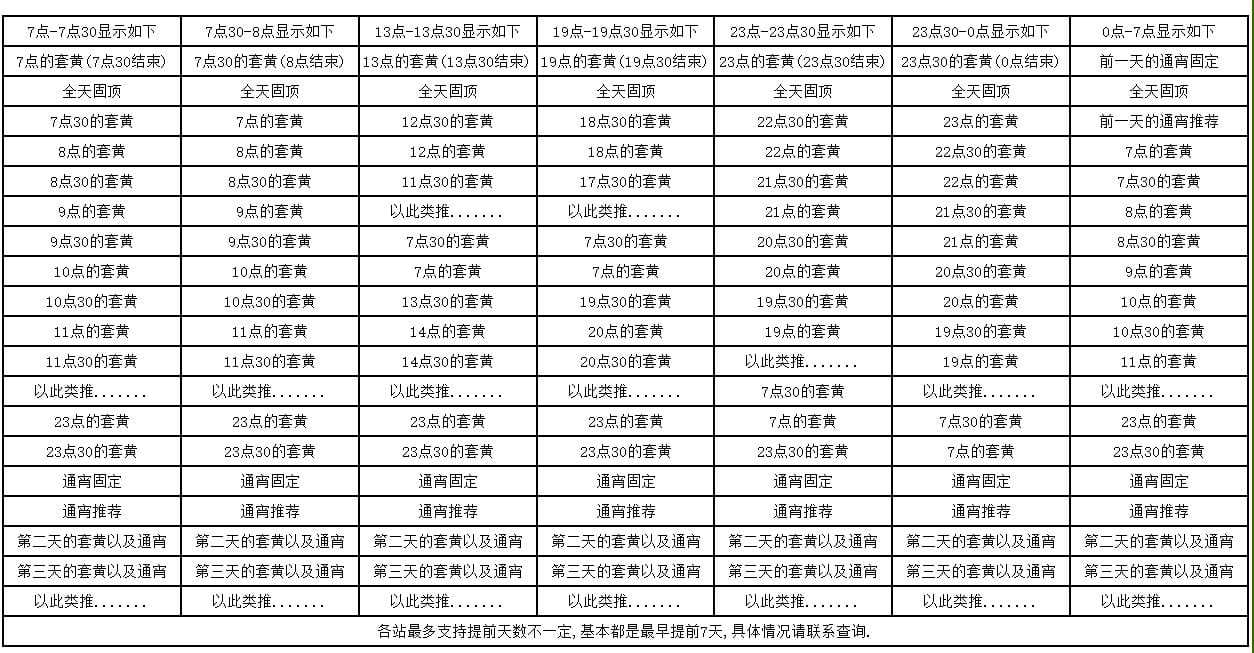 7点-7点30显示如下 7点30-8点显示如下 13点-13点30显示如下 19点-19点30显示如下 23点-23点30显示如下 23点30-0点显示如下 0点-7点显示如下
7点的套黄(7点30结束) 7点30的套黄(8点结束) 13点的套黄(13点30结束) 19点的套黄(19点30结束) 23点的套黄(23点30结束) 23点30的套黄(0点结束) 前一天的通宵固定
全天固顶 全天固顶 全天固顶 全天固顶 全天固顶 全天固顶 全天固顶
7点30的套黄 7点的套黄 12点30的套黄 18点30的套黄 22点30的套黄 23点的套黄 前一天的通宵推荐
8点的套黄 8点的套黄 12点的套黄 18点的套黄 22点的套黄 22点30的套黄 7点的套黄
8点30的套黄 8点30的套黄 11点30的套黄 17点30的套黄 21点30的套黄 22点的套黄 7点30的套黄
9点的套黄 9点的套黄 以此类推....... 以此类推....... 21点的套黄 21点30的套黄 8点的套黄
9点30的套黄 9点30的套黄 7点30的套黄 7点30的套黄 20点30的套黄 21点的套黄 8点30的套黄
10点的套黄 10点的套黄 7点的套黄 7点的套黄 20点的套黄 20点30的套黄 9点的套黄
10点30的套黄 10点30的套黄 13点30的套黄 19点30的套黄 19点30的套黄 20点的套黄 10点的套黄
11点的套黄 11点的套黄 14点的套黄 20点的套黄 19点的套黄 19点30的套黄 10点30的套黄
11点30的套黄 11点30的套黄 14点30的套黄 20点30的套黄 以此类推....... 19点的套黄 11点的套黄
以此类推....... 以此类推....... 以此类推....... 以此类推....... 7点30的套黄 以此类推....... 以此类推.......
23点的套黄 23点的套黄 23点的套黄 23点的套黄 7点的套黄 7点30的套黄 23点的套黄
23点30的套黄 23点30的套黄 23点30的套黄 23点30的套黄 23点30的套黄 7点的套黄 23点30的套黄
通宵固定 通宵固定 通宵固定 通宵固定 通宵固定 通宵固定 通宵固定
通宵推荐 通宵推荐 通宵推荐 通宵推荐 通宵推荐 通宵推荐 通宵推荐
第二天的套黄以及通宵 第二天的套黄以及通宵 第二天的套黄以及通宵 第二天的套黄以及通宵 第二天的套黄以及通宵 第二天的套黄以及通宵 第二天的套黄以及通宵
第三天的套黄以及通宵 第三天的套黄以及通宵 第三天的套黄以及通宵 第三天的套黄以及通宵 第三天的套黄以及通宵 第三天的套黄以及通宵 第三天的套黄以及通宵
以此类推....... 以此类推....... 以此类推....... 以此类推....... 以此类推....... 以此类推....... 以此类推.......
各站最多支持提前天数不一定,基本都是最早提前7天,具体情况请联系查询.